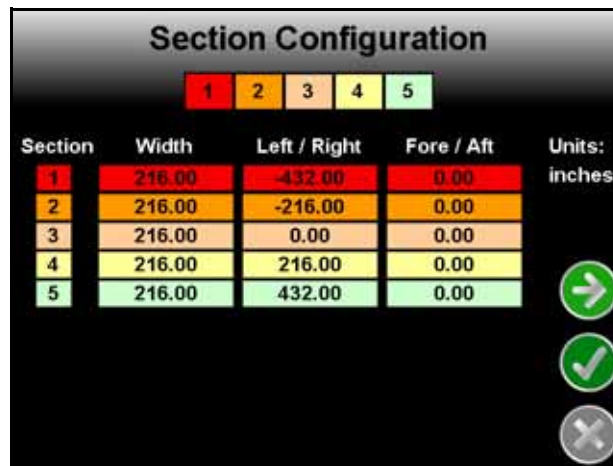 Section Configuration
1 2 3 4 5
Section Width Left / Right Fore / Aft Units:
1 216.00 -432.00 0.00 inches
2 216.00 -216.00 0.00
3 216.00 0.00 0.00
4 216.00 216.00 0.00
5 216.00 432.00 0.00